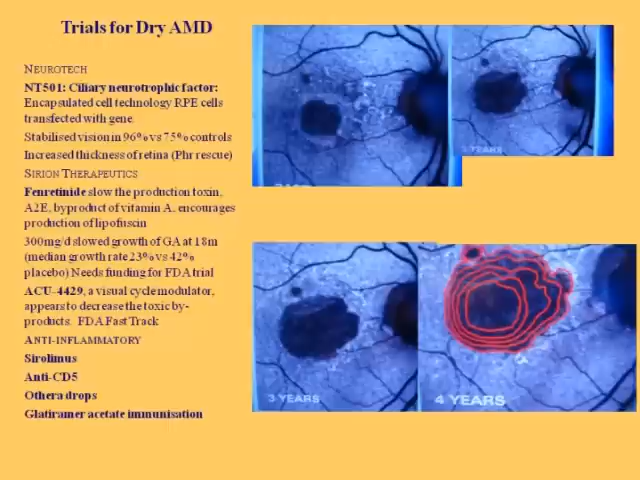 Trials for Dry AMD
NEUROTECH
NT501: Ciliary neurotrophic factor:
Encapsulated cell technology RPE cells
transfected with gene.
Stabilised vision in 96% vs 75% controls
Increased thickness of retina (Phr rescue)
SIRION THERAPEUTICS
Fenretinide slow the production toxin,
A2E, byproduct of vitamin A. encourages
production of lipofuscin
300mg/d slowed growth of GA at 18m
(median growth rate 23% vs 42%
placebo) Needs funding for FDA trial
ACU-4429, a visual cycle modulator,
appears to decrease the toxic by-
products. FDA Fast Track
ANTI-INFLAMMATORY
Sirolimus
Anti-CD5
Othera drops
Glatiramer acetate immunisation
YEARS
3 YEARS
4 YEARS